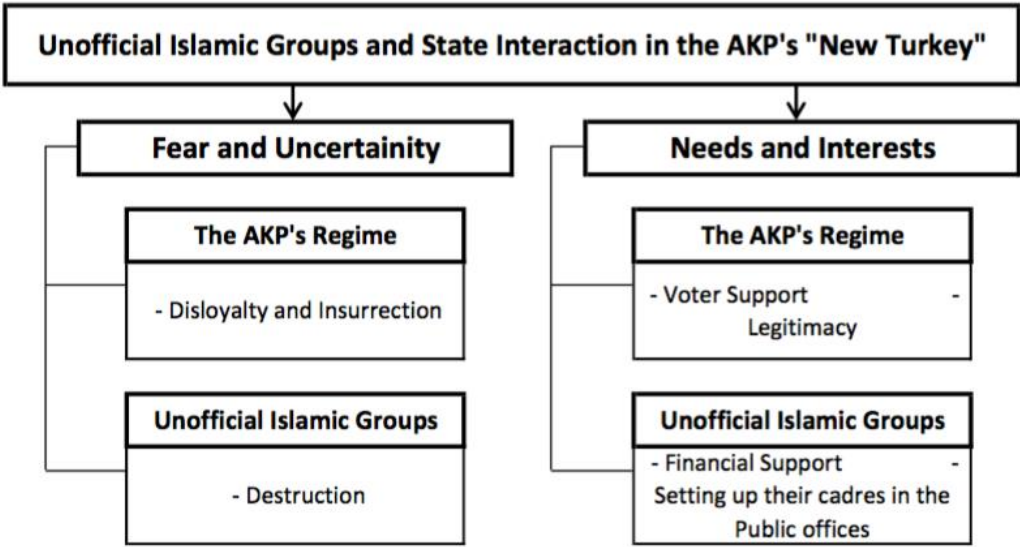 Unofficial Islamic Groups and State Interaction in the AKP's "New Turkey"
Fear and Uncertainity
The AKP's Regime
- Disloyalty and Insurrection
Unofficial Islamic Groups
- Destruction
Needs and Interests
The AKP's Regime
- Voter Support -
Legitimacy
Unofficial Islamic Groups
- Financial Support -
Setting up their cadres in the
Public offices